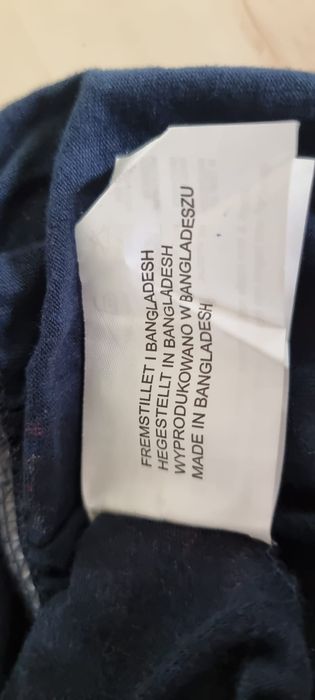 FREMSTILLET I BANGLADESH
HEGESTELLT IN BANGLADESH
WYPRODUKOWANO W BANGLADESZU
MADE IN BANGLADESH